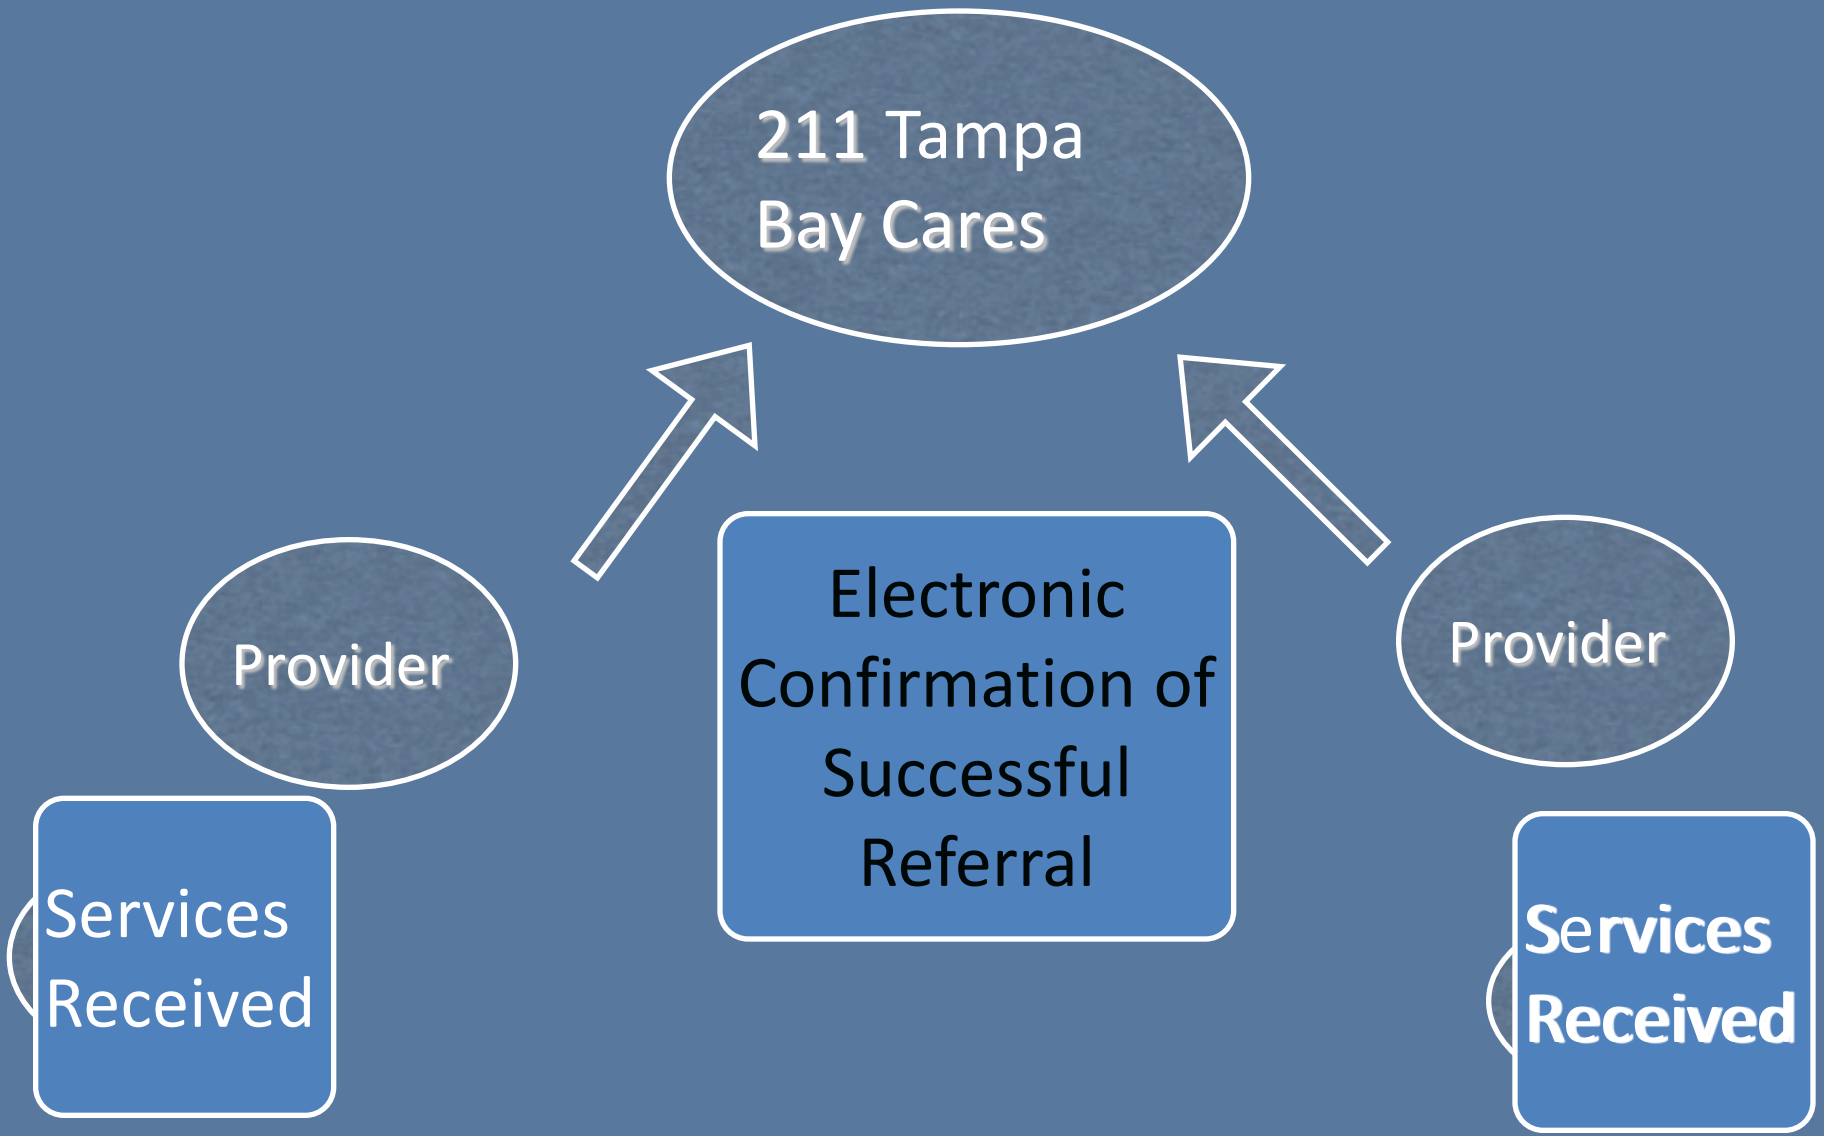 211 Tampa
Bay Cares
Provider
Provider
Electronic
Confirmation of
Successful
Referral
Services
Received
Services
Received